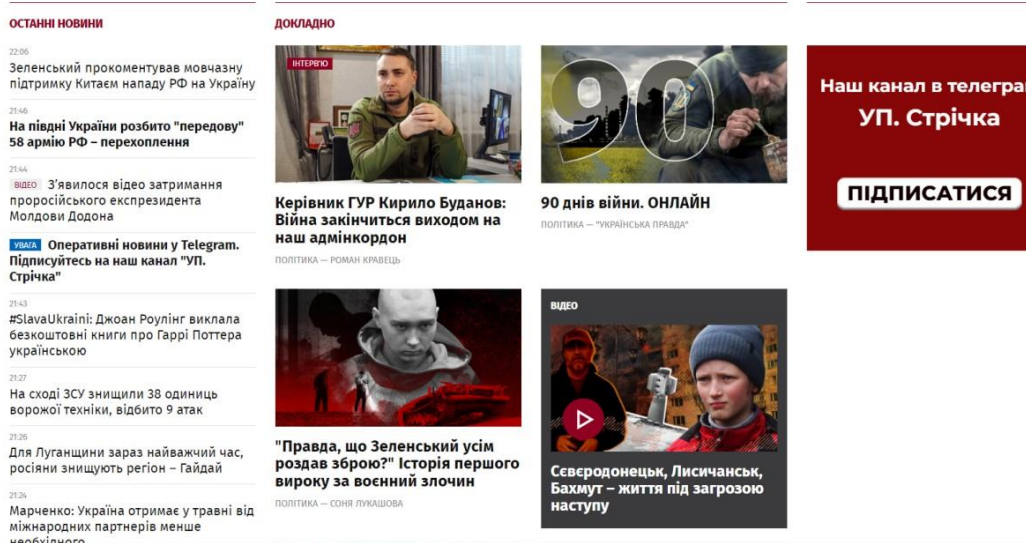 ОСТАННІ НОВИНИ
22:06
Зеленський прокоментував мовчазну
підтримку Китаєм нападу РФ на Україну
21:46
На півдні України розбито "передову"
58 армію РФ – перехоплення
21:44
ВІДЕО З'явилося відео затримання
проросійського експрезидента
Молдови Додона
УВАГА Оперативні новини у Telegram.
Підписуйтесь на наш канал "УП.
Стрічка"
21:43
#SlavaUkraini: Джоан Роулінг виклала
безкоштовні книги про Гаррі Поттера
українською
21:27
На сході ЗСУ знищили 38 одиниць
ворожої техніки, відбито 9 атак
21:26
Для Луганщини зараз найважчий час,
росіяни знищують регіон – Гайдай
21:24
Марченко: Україна отримає у травні від
міжнародних партнерів менше
необхідного
ДОКЛАДНО
ІНТЕРВ'Ю
Керівник ГУР Кирило Буданов:
Війна закінчиться виходом на
наш адмінкордон
ПОЛІТИКА — РОМАН КРАВЕЦЬ
90
90 днів війни. ОНЛАЙН
ПОЛІТИКА — "УКРАЇНСЬКА ПРАВДА"
"Правда, що Зеленський усім
роздав зброю?" Історія першого
вироку за воєнний злочин
ПОЛІТИКА — СОНЯ ЛУКАШОВА
ВІДЕО
Сєвєродонецьк, Лисичанськ,
Бахмут – життя під загрозою
наступу
Наш канал в телегра
УП. Стрічка
ПІДПИСАТИСЯ